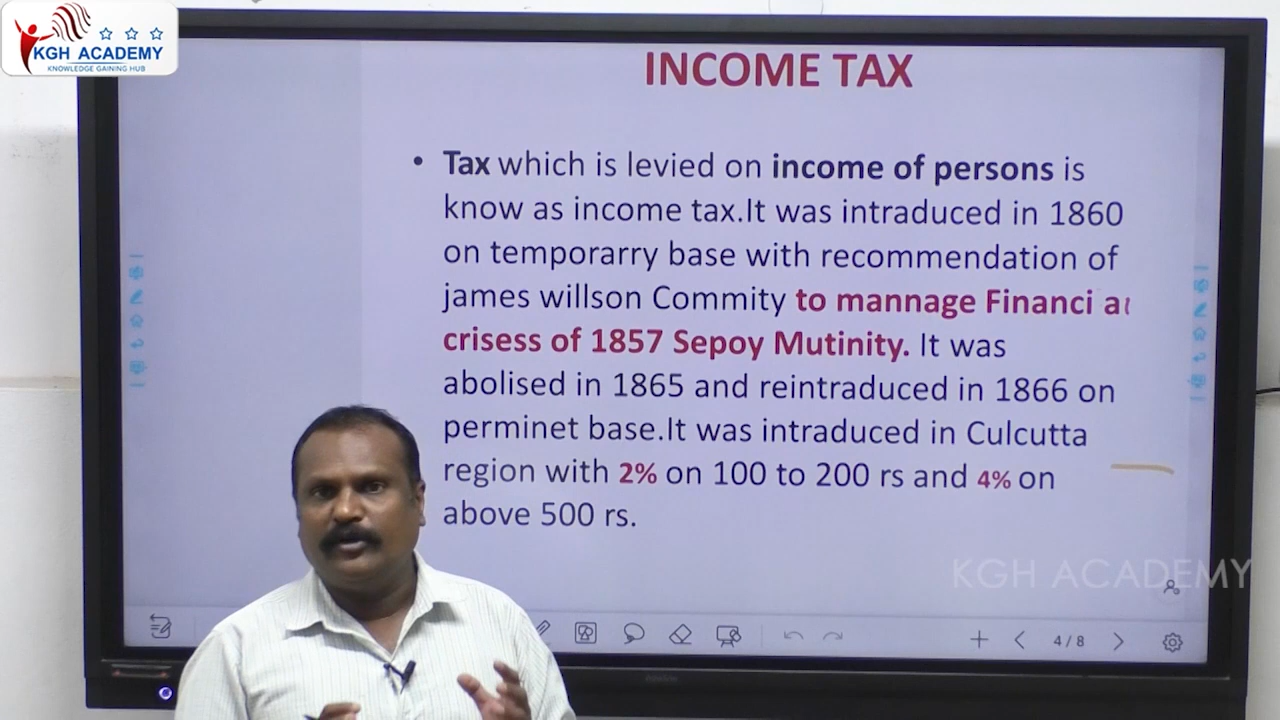 KGH ACADEMY
KNOWLEDGE GAINING HUB
INCOME TAX
• Tax which is levied on income of persons is
know as income tax.It was intraduced in 1860
on temporarry base with recommendation of
james willson Commity to mannage Financi al
crisess of 1857 Sepoy Mutinity. It was
abolised in 1865 and reintraduced in 1866 on
perminet base.It was intraduced in Culcutta
region with 2% on 100 to 200 rs and 4% on
above 500 rs.
KGH ACADEMY
4/8